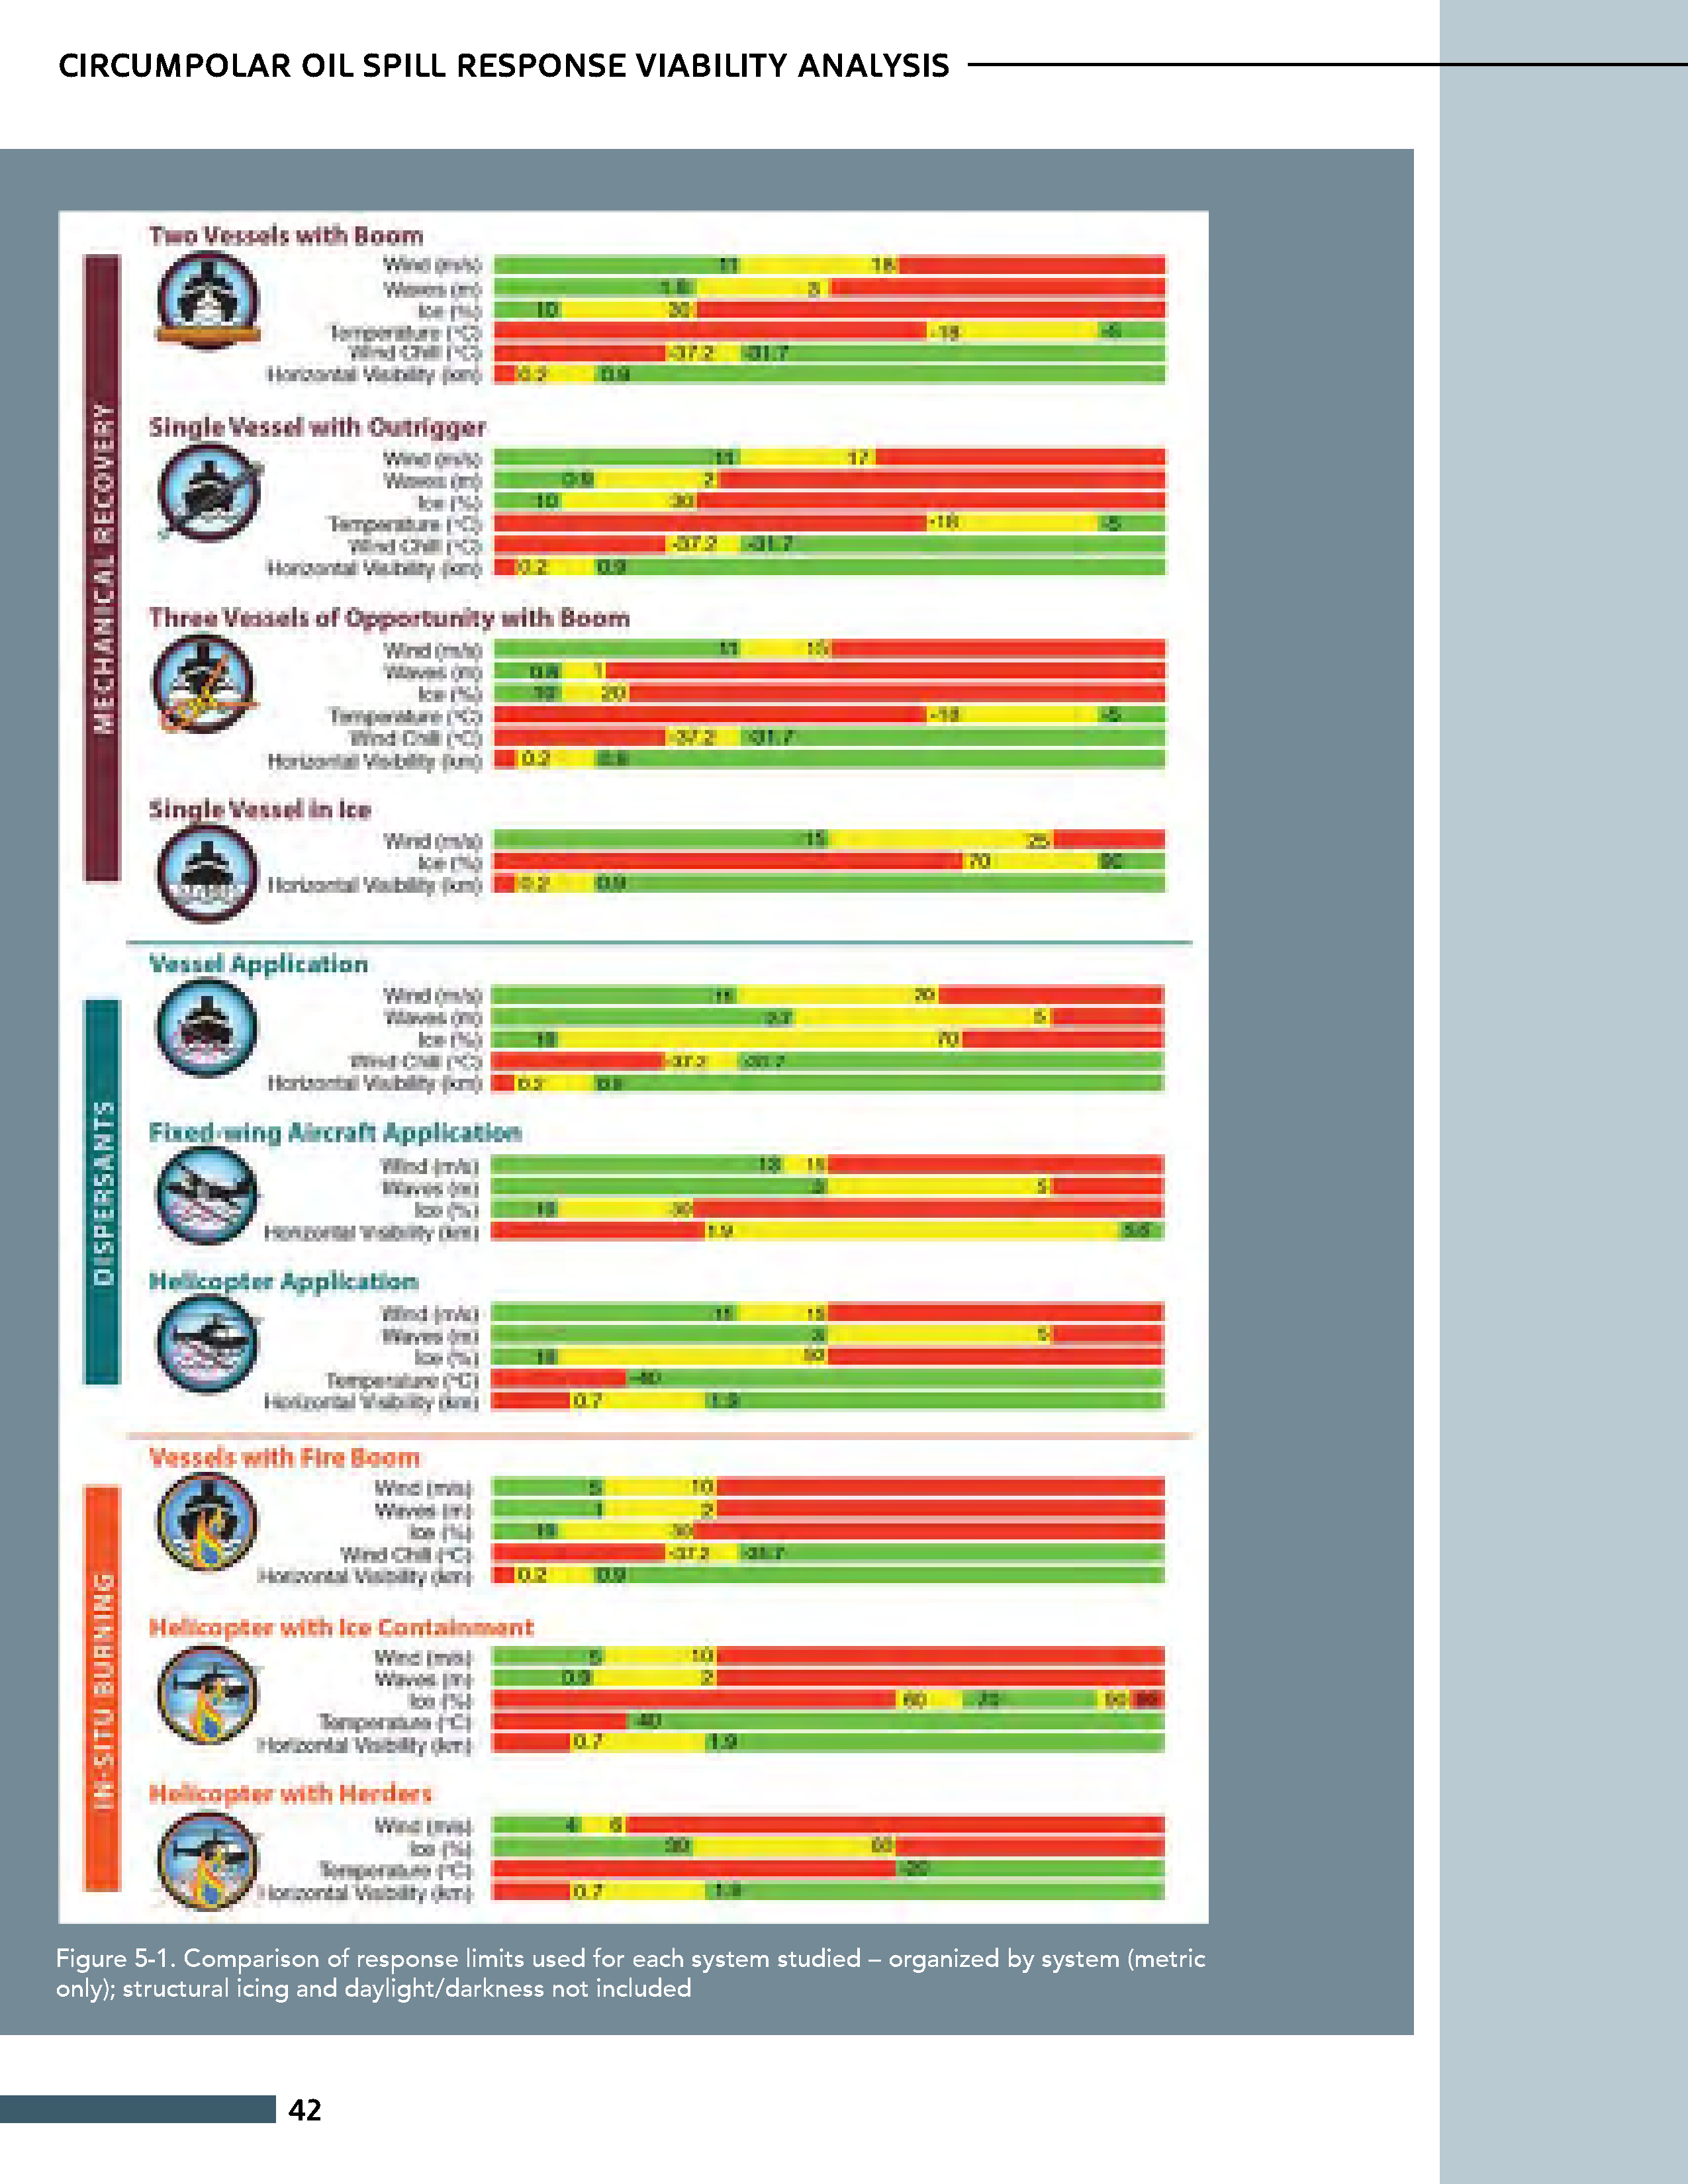 CIRCUMPOLAR OIL SPILL RESPONSE VIABILITY ANALYSIS
MECHANICAL RECOVERY
Two Vessels with Boom
Wind (m/s) 11 18
Waves (m) 1.8 3
Ice (%) 10 30
Temperature (°C) -18 -5
Wind Chill (°C) -37.2 -31.7
Horizontal Visibility (km) 0.2 0.9
Single Vessel with Outrigger
Wind (m/s) 11 17
Waves (m) 0.9 2
Ice (%) 10 30
Temperature (°C) -18 -5
Wind Chill (°C) -37.2 -31.7
Horizontal Visibility (km) 0.2 0.9
Three Vessels of Opportunity with Boom
Wind (m/s) 11 15
Waves (m) 1
Ice (%) 10 20
Temperature (°C) -18 -5
Wind Chill (°C) -37.2 -31.7
Horizontal Visibility (km) 0.2 0.9
Single Vessel in Ice
Wind (m/s) 15 25
Ice (%) 70 90
Horizontal Visibility (km) 0.2 0.9
DISPERSANTS
Vessel Application
Wind (m/s) 20
Waves (m) 2.7 5
Ice (%) 10 70
Wind Chill (°C) -37.2 -31.7
Horizontal Visibility (km) 0.2 0.9
Fixed-wing Aircraft Application
Wind (m/s) 13 15
Waves (m) 3 5
Ice (%) 10 30
Horizontal Visibility (km) 1.9
Helicopter Application
Wind (m/s) 15
Waves (m) 3 5
Ice (%) 10 50
Temperature (°C) -40
Horizontal Visibility (km) 0.7 1.9
IN-SITU BURNING
Vessels with Fire Boom
Wind (m/s) 5 10
Waves (m) 1 2
Ice (%) 10 30
Wind Chill (°C) -37.2 -31.7
Horizontal Visibility (km) 0.2 0.9
Helicopter with Ice Containment
Wind (m/s) 5 10
Waves (m) 0.9 2
Ice (%) 60 70 90
Temperature (°C) -40
Horizontal Visibility (km) 0.7 1.9
Helicopter with Herders
Wind (m/s) 4 6
Ice (%) 30 60
Temperature (°C) -20
Horizontal Visibility (km) 0.7 1.9
Figure 5-1. Comparison of response limits used for each system studied – organized by system (metric
only); structural icing and daylight/darkness not included
42